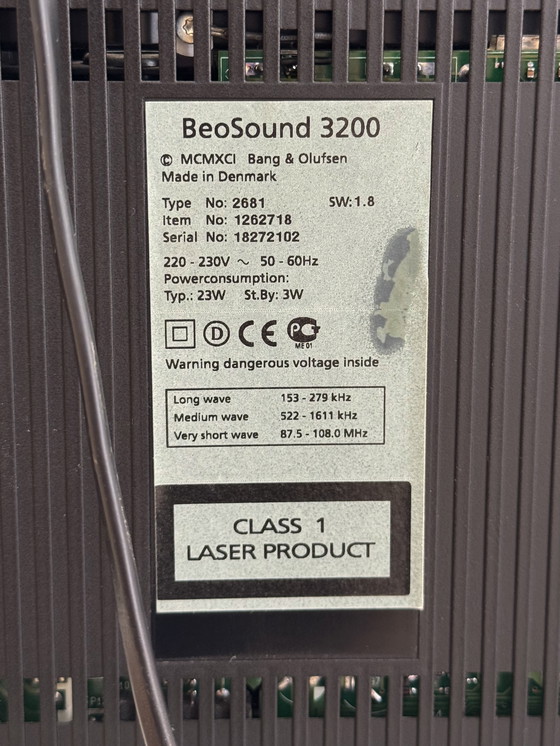 BeoSound 3200
© MCMXCI Bang & Olufsen
Made in Denmark
Type No: 2681 SW:1.8
Item No: 1262718
Serial No: 18272102
220 - 230V ~ 50 - 60Hz
Powerconsumption:
Typ.: 23W St.By: 3W
D CE PG
ME01
Warning dangerous voltage inside
Long wave 153 - 279 kHz
Medium wave 522 - 1611 kHz
Very short wave 87.5 - 108.0 MHz
CLASS 1
LASER PRODUCT